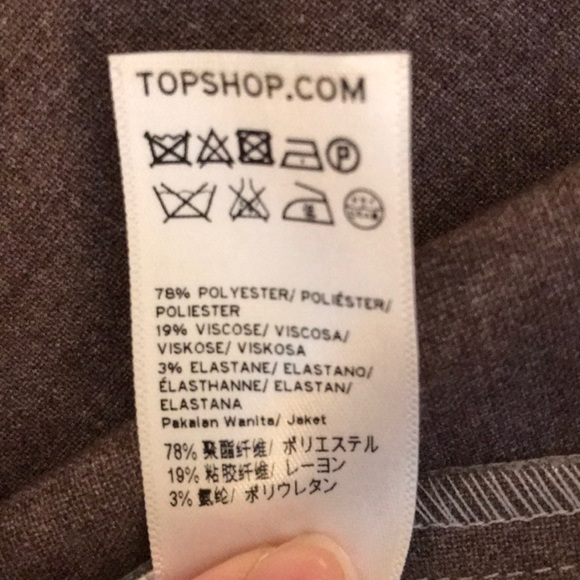 TOPSHOP.COM
P
78% POLYESTER/ POLIÉSTER/
POLIESTER
19% VISCOSE/ VISCOSA/
VISKOSE/ VISKOSA
3% ELASTANE/ ELASTANO/
ÉLASTHANNE/ ELASTAN/
ELASTANA
Pakaian Wanita/ Jaket
78% 聚酯纤维/ ポリエステル
19% 粘胶纤维/ レーヨン
3% 氨纶/ ポリウレタン